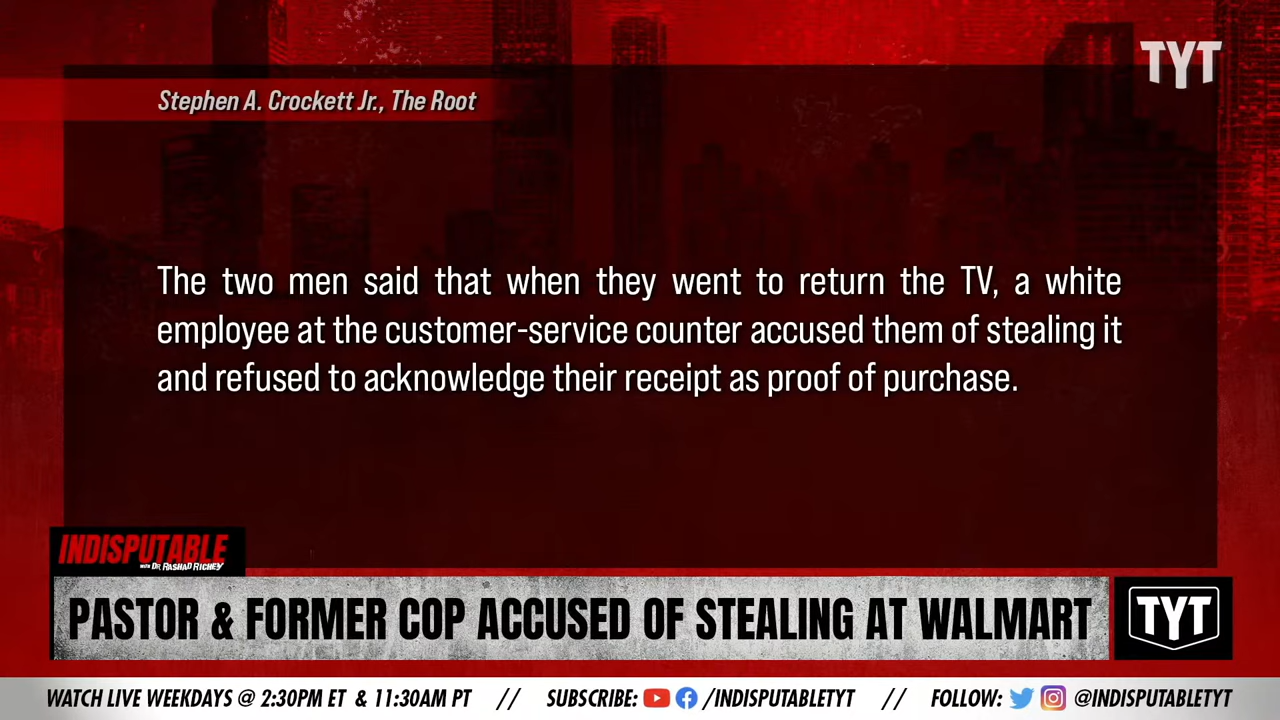 TYT
Stephen A. Crockett Jr., The Root
The two men said that when they went to return the TV, a white
employee at the customer-service counter accused them of stealing it
and refused to acknowledge their receipt as proof of purchase.
INDISPUTABLE
WITH DR. RASHAD RICHEY
PASTOR & FORMER COP ACCUSED OF STEALING AT WALMART
TYT
WATCH LIVE WEEKDAYS @ 2:30PM ET & 11:30AM PT // SUBSCRIBE: /INDISPUTABLETYT // FOLLOW: @INDISPUTABLETYT